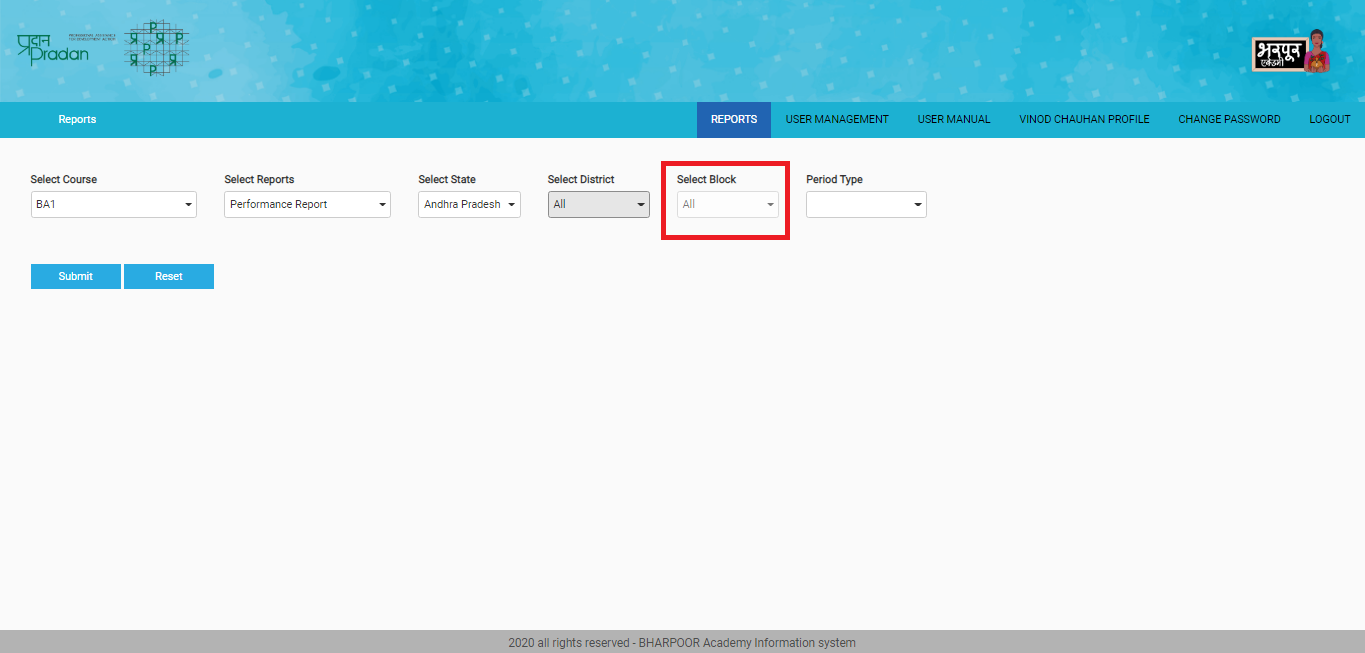 प्रदान
Pradan
PROFESSIONAL ASSISTANCE
FOR DEVELOPMENT ACTION
भरपूर
एकेडमी
Reports
REPORTS
USER MANAGEMENT
USER MANUAL
VINOD CHAUHAN PROFILE
CHANGE PASSWORD
LOGOUT
Select Course
Select Reports
Select State
Select District
Select Block
Period Type
BA1
Performance Report
Andhra Pradesh
All
All
Submit
Reset
2020 all rights reserved - BHARPOOR Academy Information system